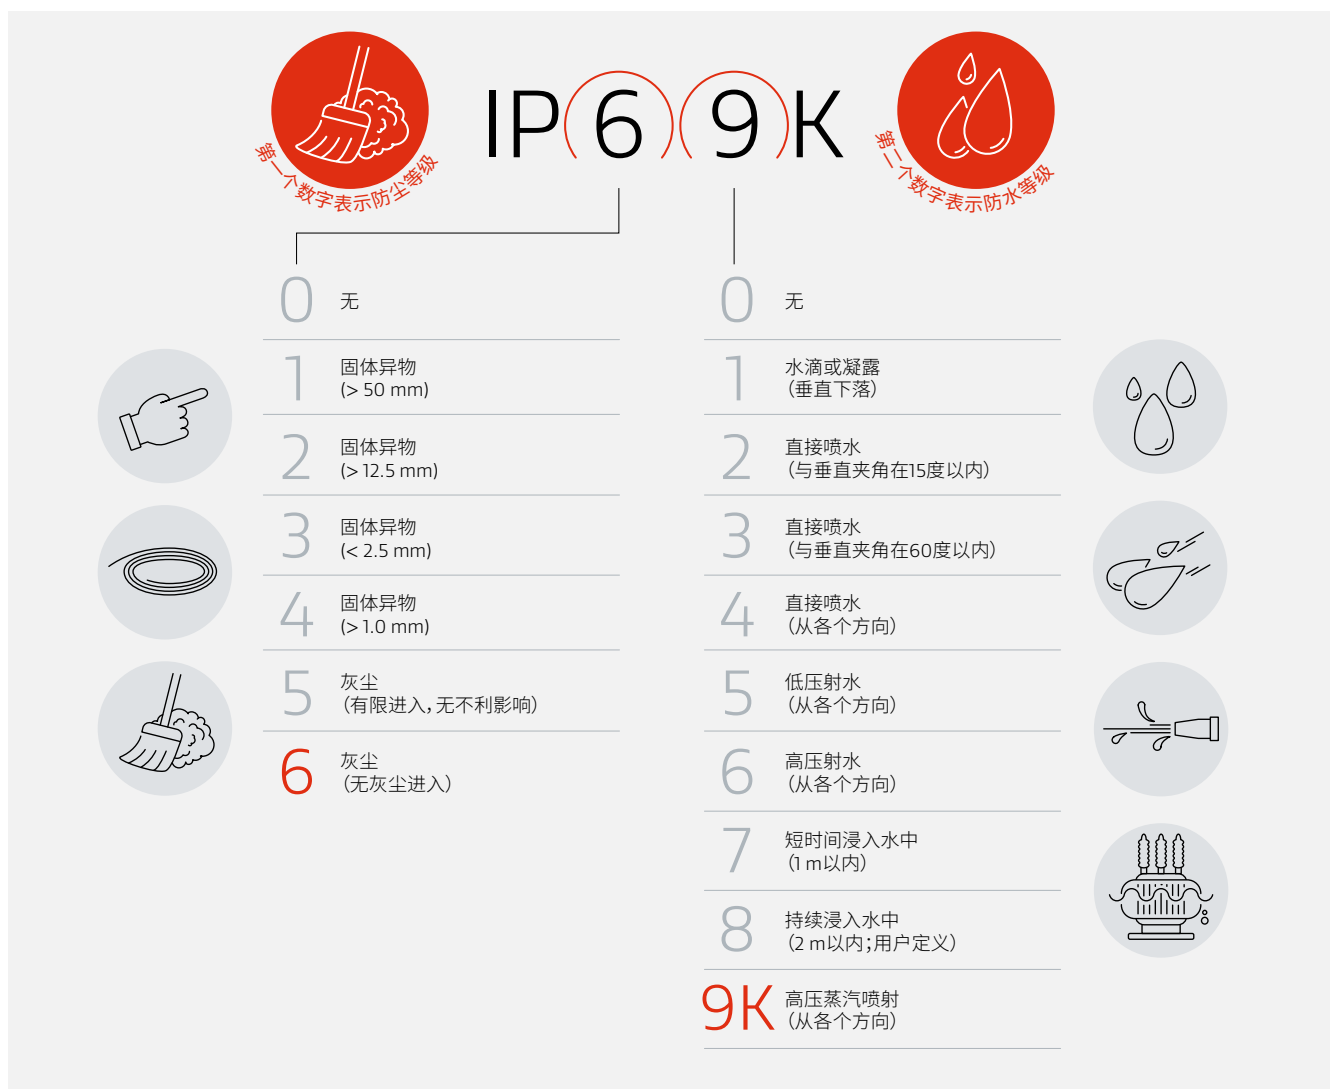 第一个数字表示防尘等级
IP69K
第二个数字表示防水等级
0
无
1
固体异物
(> 50 mm)
2
固体异物
(> 12.5 mm)
3
固体异物
(< 2.5 mm)
4
固体异物
(> 1.0 mm)
5
灰尘
（有限进入，无不利影响）
6
灰尘
（无灰尘进入）
0
无
1
水滴或凝露
（垂直下落）
2
直接喷水
（与垂直夹角在15度以内）
3
直接喷水
（与垂直夹角在60度以内）
4
直接喷水
（从各个方向）
5
低压射水
（从各个方向）
6
高压射水
（从各个方向）
7
短时间浸入水中
（1 m以内）
8
持续浸入水中
（2 m以内；用户定义）
9K
高压蒸汽喷射
（从各个方向）